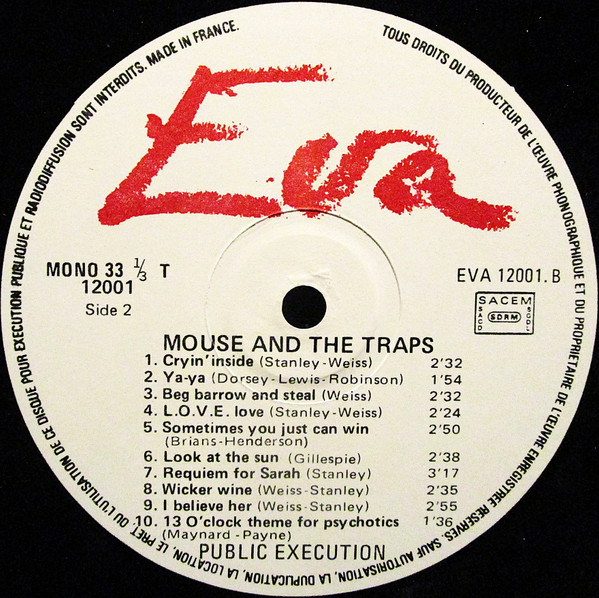 TOUS DROITS DU PRODUCTEUR DE L'ŒUVRE PHONOGRAPHIQUE ET DU PROPRIETAIRE DE L'ŒUVRE ENREGISTREE RESERVES. SAUF AUTORISATION, LA DUPLICATION, LA LOCATION, LE PRET OU L'UTILISATION DE CE DISQUE POUR EXECUTION PUBLIQUE ET RADIODIFFUSION SONT INTERDITS. MADE IN FRANCE.
Eva
MONO 33 1/3 T
12001
Side 2
EVA 12001. B
SACEM
SACD SDRM SGDL
MOUSE AND THE TRAPS
1. Cryin' inside (Stanley-Weiss) 2'32
2. Ya-ya (Dorsey-Lewis-Robinson) 1'54
3. Beg barrow and steal (Weiss) 2'32
4. L.O.V.E. love (Stanley-Weiss) 2'24
5. Sometimes you just can win 2'50
(Brians-Henderson)
6. Look at the sun (Gillespie) 2'38
7. Requiem for Sarah (Stanley) 3'17
8. Wicker wine (Weiss-Stanley) 2'35
9. I believe her (Weiss-Stanley) 2'55
10. 13 O'clock theme for psychotics 1'36
(Maynard-Payne)
PUBLIC EXECUTION